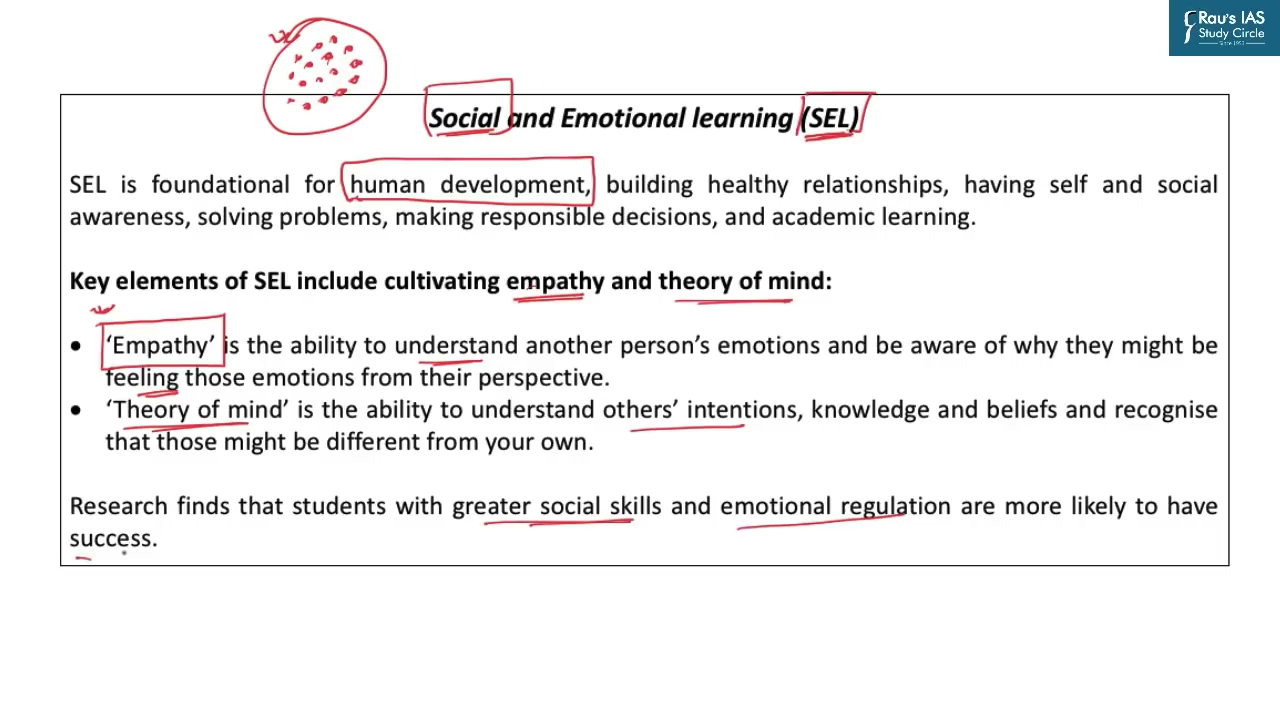 Rau's IAS
Study Circle
Since 1953
Social and Emotional learning (SEL)
SEL is foundational for human development, building healthy relationships, having self and social
awareness, solving problems, making responsible decisions, and academic learning.
Key elements of SEL include cultivating empathy and theory of mind:
• ‘Empathy’ is the ability to understand another person’s emotions and be aware of why they might be
feeling those emotions from their perspective.
• ‘Theory of mind’ is the ability to understand others’ intentions, knowledge and beliefs and recognise
that those might be different from your own.
Research finds that students with greater social skills and emotional regulation are more likely to have
success.